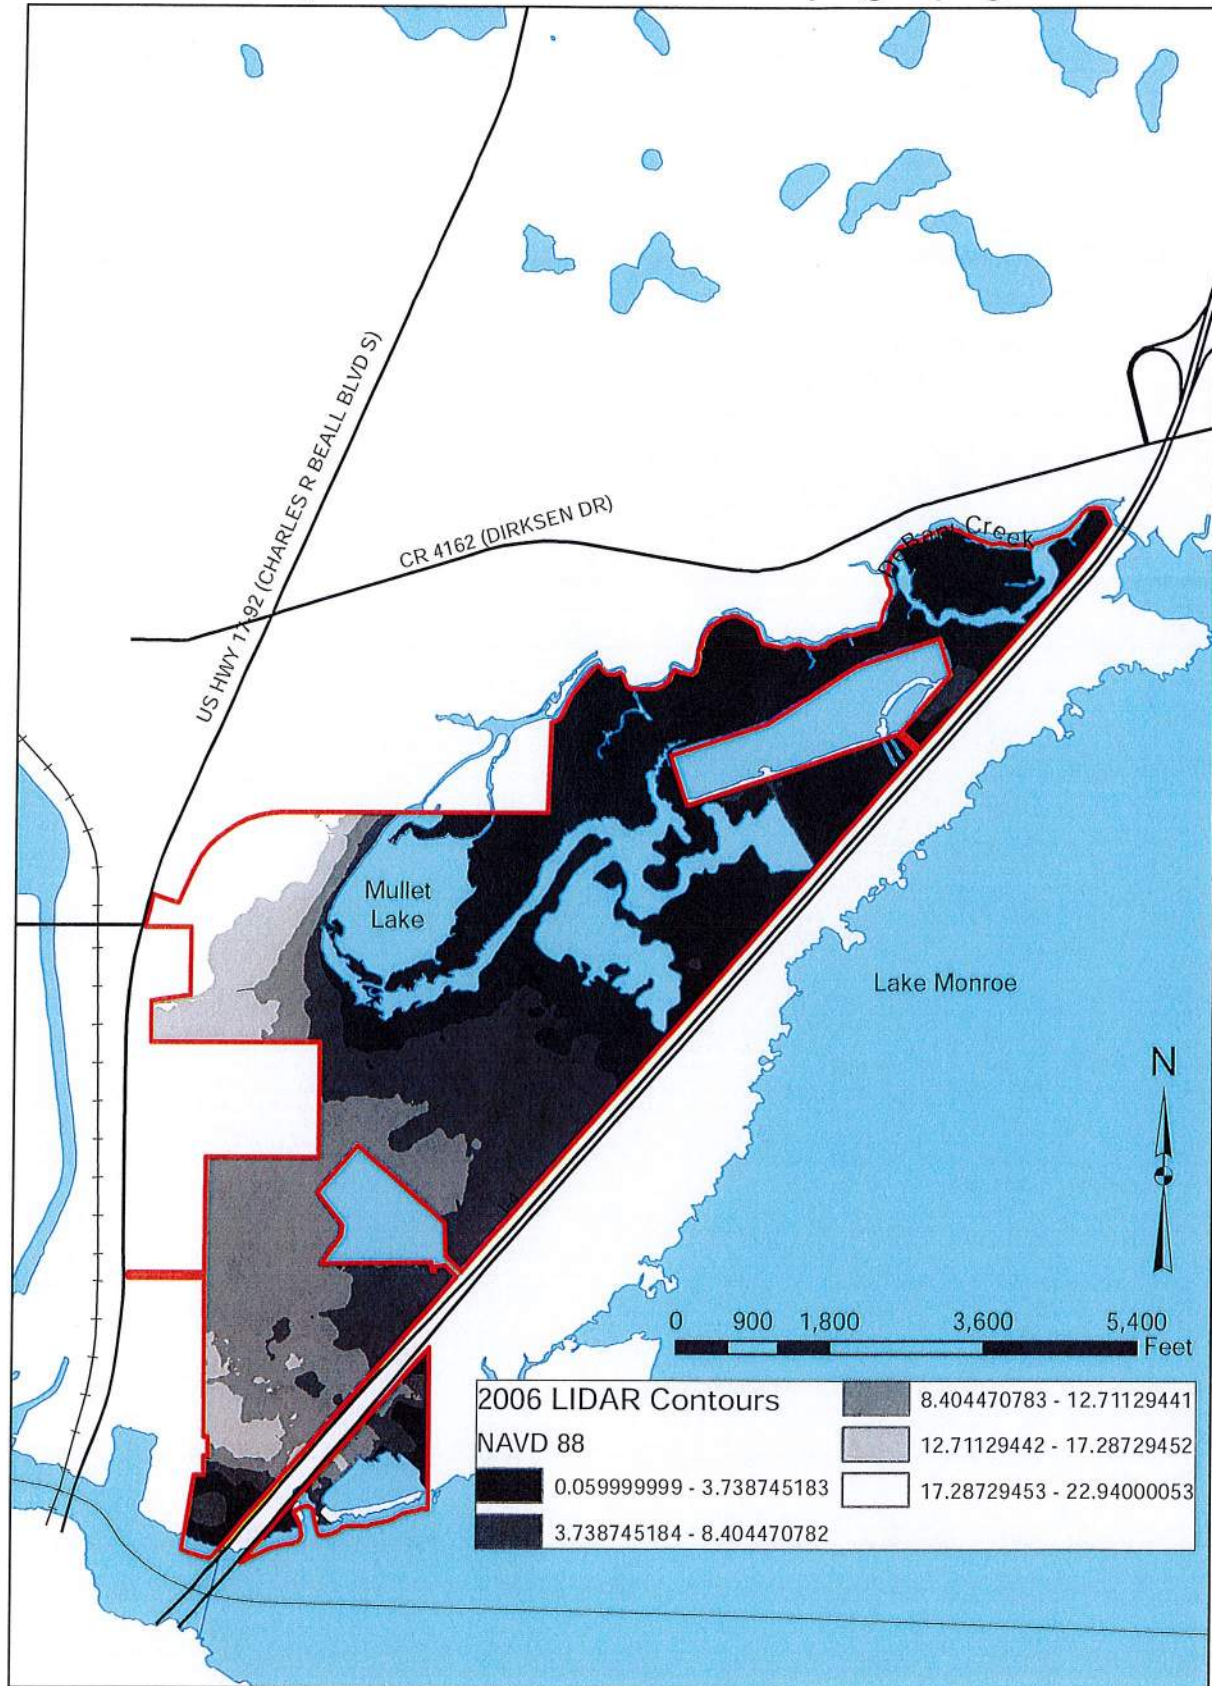 US HWY 17-92 (CHARLES R BEALL BLVD S)
CR 4162 (DIRKSEN DR)
DeBary Creek
Mullet
Lake
Lake Monroe
N
0 900 1,800 3,600 5,400
Feet
2006 LIDAR Contours
NAVD 88
0.059999999 - 3.738745183
3.738745184 - 8.404470782
8.404470783 - 12.71129441
12.71129442 - 17.28729452
17.28729453 - 22.94000053